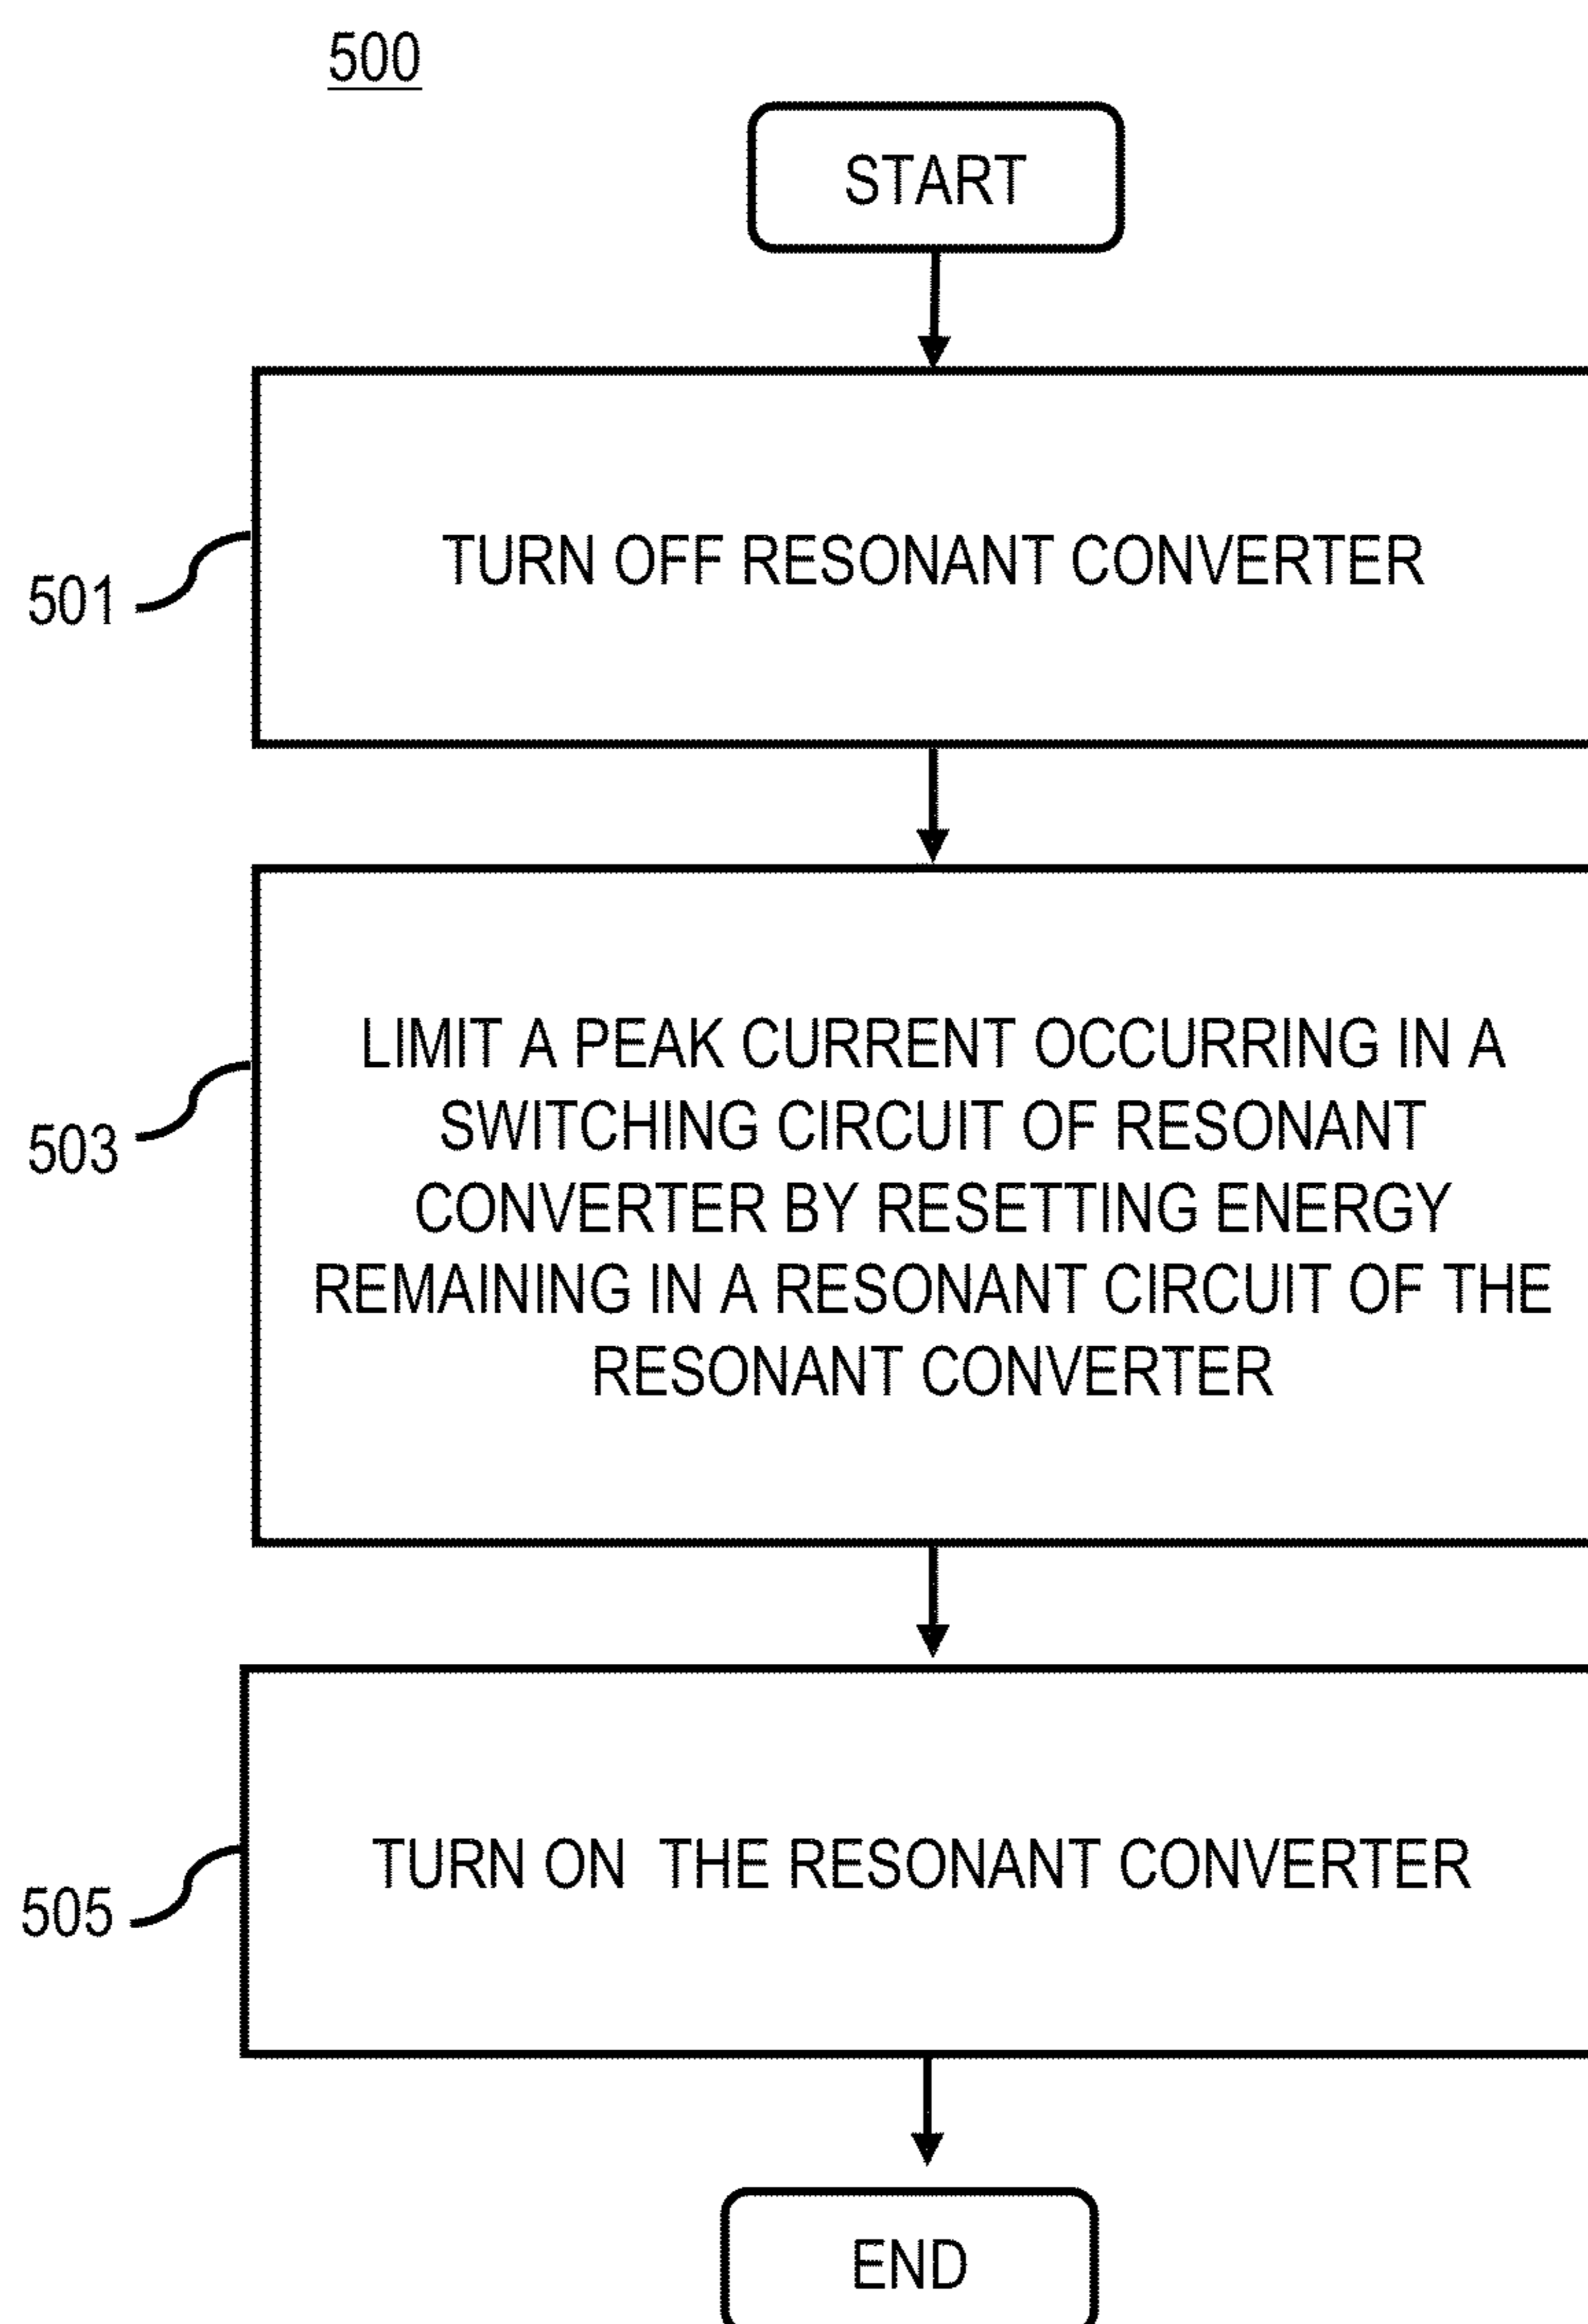 500
START
TURN OFF RESONANT CONVERTER
501
LIMIT A PEAK CURRENT OCCURRING IN A
SWITCHING CIRCUIT OF RESONANT
CONVERTER BY RESETTING ENERGY
REMAINING IN A RESONANT CIRCUIT OF THE
RESONANT CONVERTER
503
TURN ON THE RESONANT CONVERTER
505
END